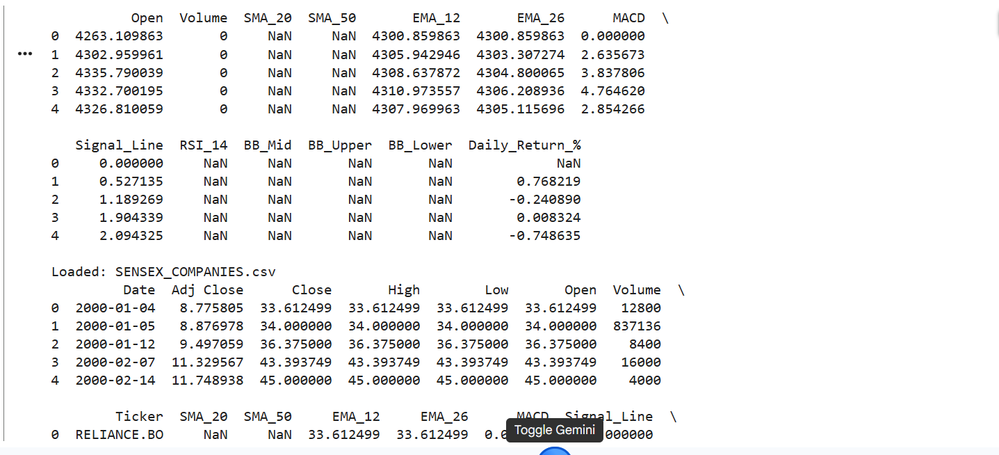 Open Volume SMA_20 SMA_50 EMA_12 EMA_26 MACD \
0 4263.109863 0 NaN NaN 4300.859863 4300.859863 0.000000
1 4302.959961 0 NaN NaN 4305.942946 4303.307274 2.635673
2 4335.790039 0 NaN NaN 4308.637872 4304.800065 3.837806
3 4332.700195 0 NaN NaN 4310.973557 4306.208936 4.764620
4 4326.810059 0 NaN NaN 4307.969963 4305.115696 2.854266
Signal_Line RSI_14 BB_Mid BB_Upper BB_Lower Daily_Return_%
0 0.000000 NaN NaN NaN NaN NaN
1 0.527135 NaN NaN NaN NaN 0.768219
2 1.189269 NaN NaN NaN NaN -0.240890
3 1.904339 NaN NaN NaN NaN 0.008324
4 2.094325 NaN NaN NaN NaN -0.748635
Loaded: SENSEX_COMPANIES.csv
Date Adj Close Close High Low Open Volume \
0 2000-01-04 8.775805 33.612499 33.612499 33.612499 33.612499 12800
1 2000-01-05 8.876978 34.000000 34.000000 34.000000 34.000000 837136
2 2000-01-12 9.497059 36.375000 36.375000 36.375000 36.375000 8400
3 2000-02-07 11.329567 43.393749 43.393749 43.393749 43.393749 16000
4 2000-02-14 11.748938 45.000000 45.000000 45.000000 45.000000 4000
Ticker SMA_20 SMA_50 EMA_12 EMA_26 MACD Signal_Line \
0 RELIANCE.BO NaN NaN 33.612499 33.612499
Toggle Gemini